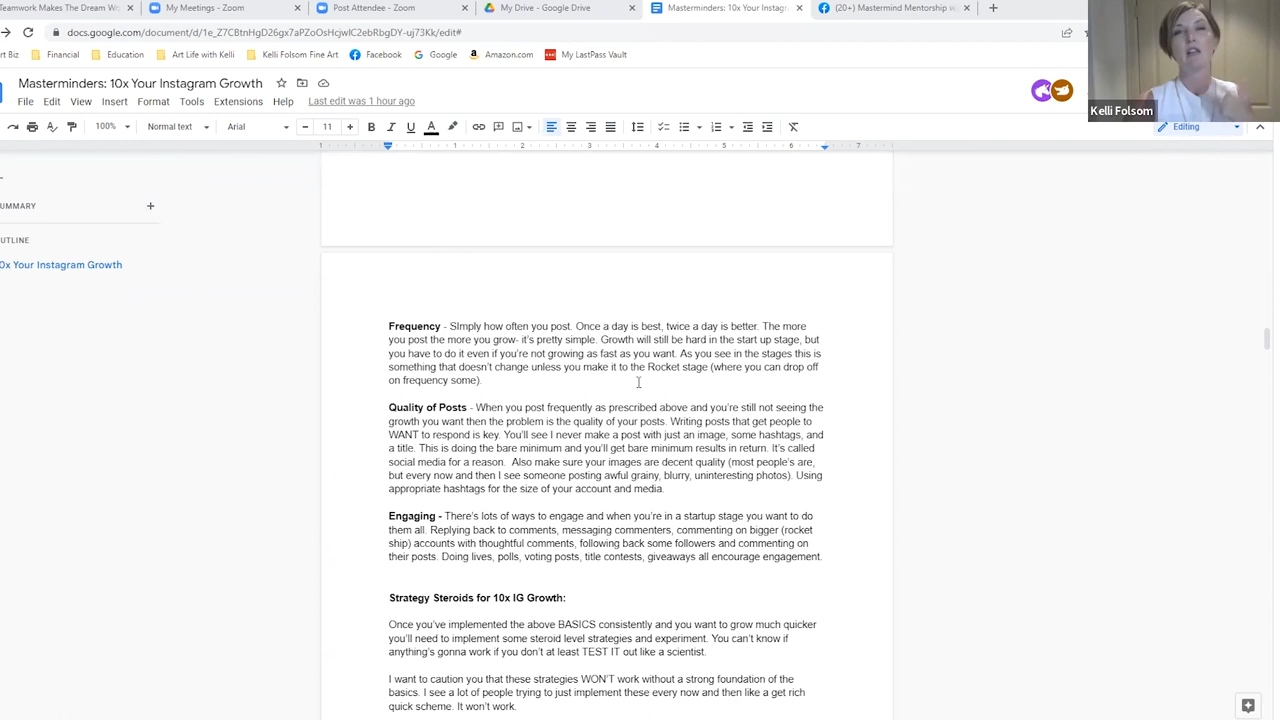 Teamwork Makes The Dream Wo
My Meetings - Zoom
Post Attendee - Zoom
My Drive - Google Drive
Masterminders: 10x Your Instagr
(20+) Mastermind Mentorship w
docs.google.com/document/d/1e_Z7CBtnHgD26gx7aPZoOsHcjwlC2ebRbgDY-uj73Kk/edit#
rt Biz
Financial
Education
Art Life with Kelli
Kelli Folsom Fine Art
Facebook
Google
Amazon.com
My LastPass Vault
Masterminders: 10x Your Instagram Growth
File Edit View Insert Format Tools Extensions Help Last edit was 1 hour ago
Kelli Folsom
100% Normal text Arial 11 Editing
1 1 2 3 4 5 6 7
UMMARY
UTLINE
0x Your Instagram Growth
Frequency - SImply how often you post. Once a day is best, twice a day is better. The more
you post the more you grow- it's pretty simple. Growth will still be hard in the start up stage, but
you have to do it even if you're not growing as fast as you want. As you see in the stages this is
something that doesn't change unless you make it to the Rocket stage (where you can drop off
on frequency some).
Quality of Posts - When you post frequently as prescribed above and you're still not seeing the
growth you want then the problem is the quality of your posts. Writing posts that get people to
WANT to respond is key. You'll see I never make a post with just an image, some hashtags, and
a title. This is doing the bare minimum and you'll get bare minimum results in return. It's called
social media for a reason.  Also make sure your images are decent quality (most people's are,
but every now and then I see someone posting awful grainy, blurry, uninteresting photos). Using
appropriate hashtags for the size of your account and media.
Engaging - There's lots of ways to engage and when you're in a startup stage you want to do
them all. Replying back to comments, messaging commenters, commenting on bigger (rocket
ship) accounts with thoughtful comments, following back some followers and commenting on
their posts. Doing lives, polls, voting posts, title contests, giveaways all encourage engagement.
Strategy Steroids for 10x IG Growth:
Once you've implemented the above BASICS consistently and you want to grow much quicker
you'll need to implement some steroid level strategies and experiment. You can't know if
anything's gonna work if you don't at least TEST IT out like a scientist.
I want to caution you that these strategies WON'T work without a strong foundation of the
basics. I see a lot of people trying to just implement these every now and then like a get rich
quick scheme. It won't work.